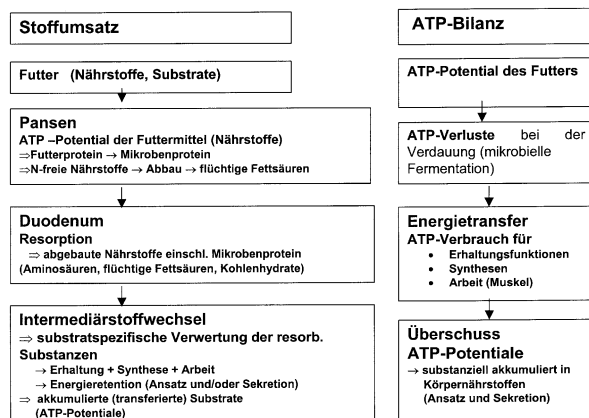 Stoffumsatz
Futter (Nährstoffe, Substrate)
Pansen
ATP –Potential der Futtermittel (Nährstoffe)
⇒Futterprotein → Mikrobenprotein
⇒N-freie Nährstoffe → Abbau → flüchtige Fettsäuren
Duodenum
Resorption
⇒ abgebaute Nährstoffe einschl. Mikrobenprotein
(Aminosäuren, flüchtige Fettsäuren, Kohlenhydrate)
Intermediärstoffwechsel
⇒ substratspezifische Verwertung der resorb.
Substanzen
→ Erhaltung + Synthese + Arbeit
→ Energieretention (Ansatz und/oder Sekretion)
⇒ akkumulierte (transferierte) Substrate
(ATP-Potentiale)
ATP-Bilanz
ATP-Potential des Futters
ATP-Verluste bei der
Verdauung (mikrobielle
Fermentation)
Energietransfer
ATP-Verbrauch für
• Erhaltungsfunktionen
• Synthesen
• Arbeit (Muskel)
Überschuss
ATP-Potentiale
→ substanziell akkumuliert in
Körpernährstoffen
(Ansatz und Sekretion)